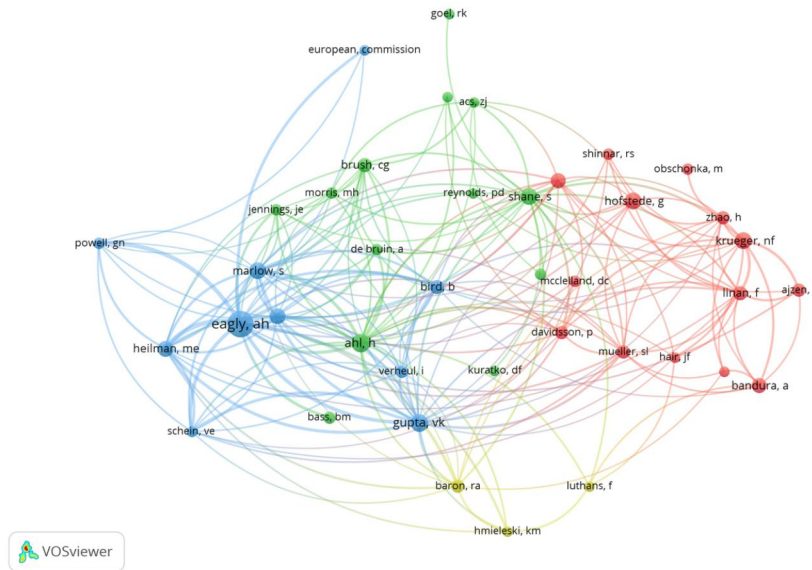 goel, rk
european, commission
acs, zj
shinnar, rs
brush, cg
obschonka, m
morris, mh
reynolds, pd
shane, s
hofstede, g
jennings, je
zhao, h
powell, gn
krueger, nf
de bruin, a
marlow, s
mcclelland, dc
bird, b
linan, f
ajzen,
eagly, ah
davidsson, p
ahl, h
heilman, me
mueller, sl
hair, jf
verheul, i
kuratko, df
bandura, a
bass, bm
gupta, vk
schein, ve
baron, ra
luthans, f
hmieleski, km
VOSviewer